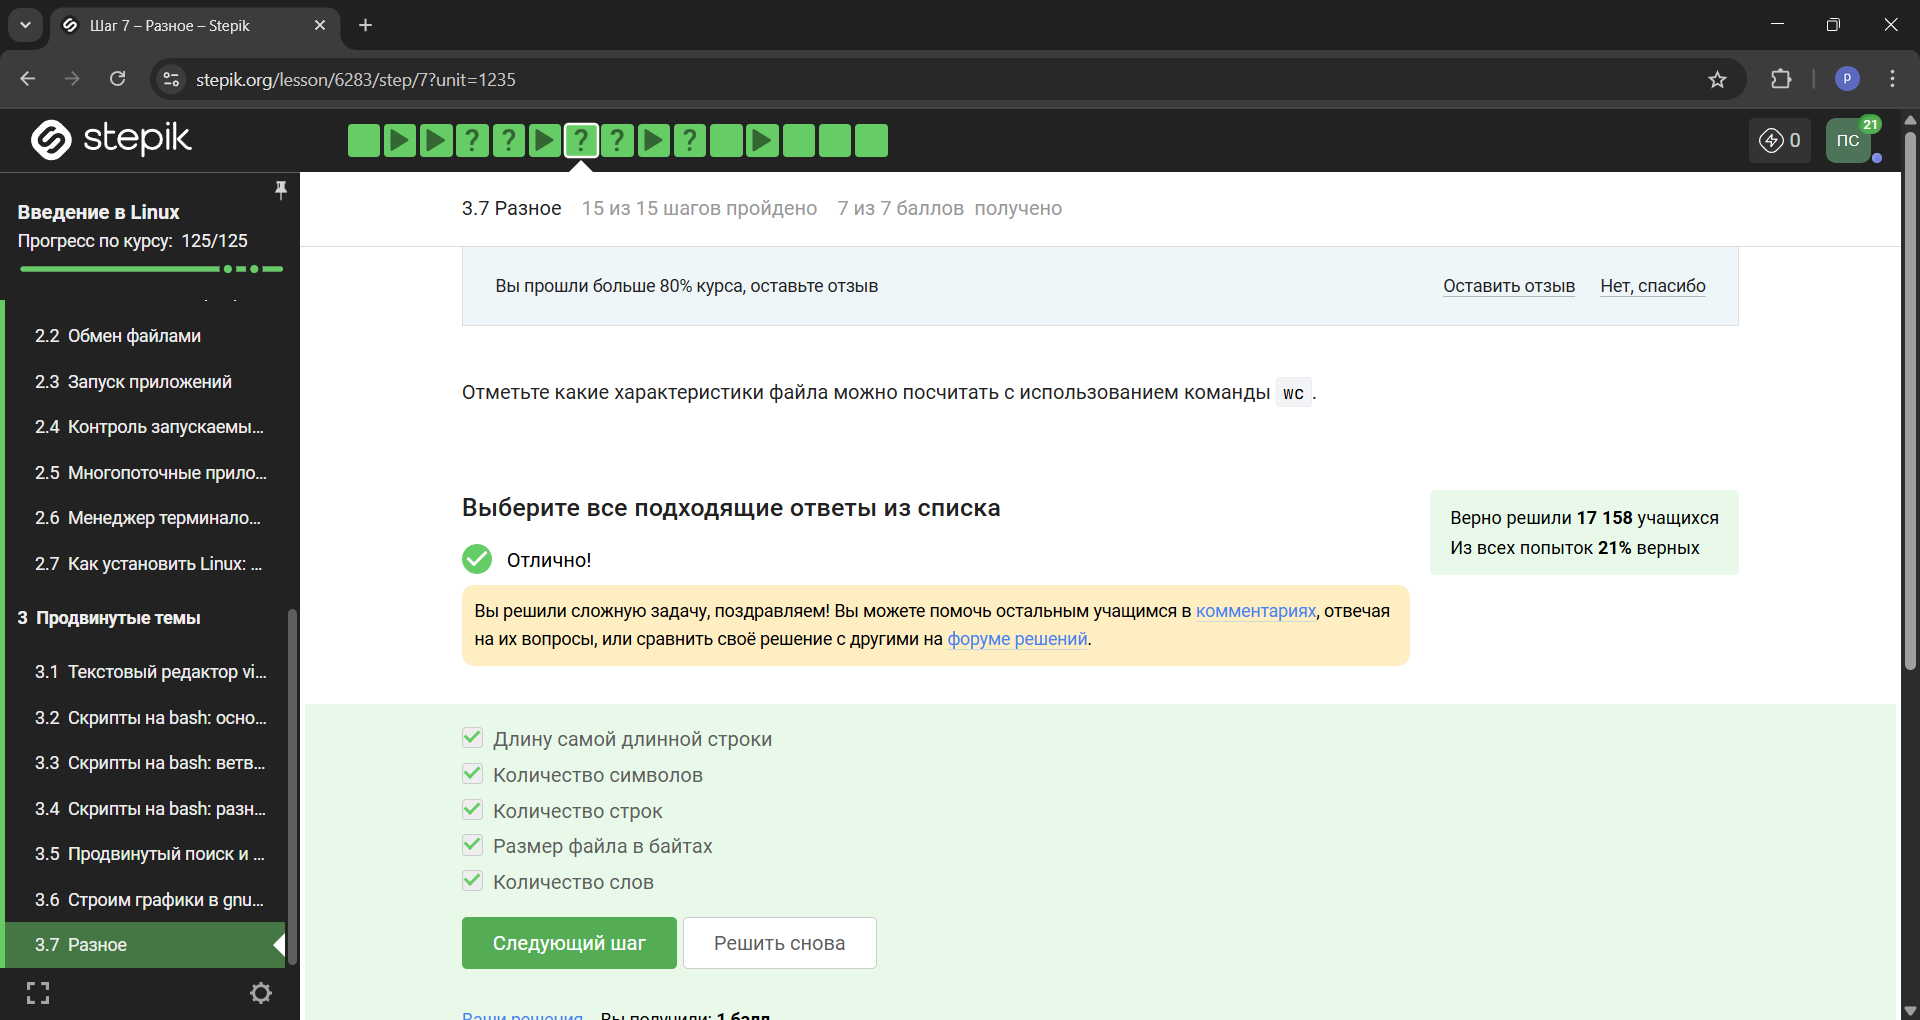 Шаг 7 – Разное – Stepik
stepik.org/lesson/6283/step/7?unit=1235
P
stepik
? ? ? ? ?
0
ПС
21
Введение в Linux
Прогресс по курсу: 125/125
2.2 Обмен файлами
2.3 Запуск приложений
2.4 Контроль запускаемы...
2.5 Многопоточные прило...
2.6 Менеджер терминало...
2.7 Как установить Linux: ...
3 Продвинутые темы
3.1 Текстовый редактор vi...
3.2 Скрипты на bash: осно...
3.3 Скрипты на bash: ветв...
3.4 Скрипты на bash: разн...
3.5 Продвинутый поиск и ...
3.6 Строим графики в gnu...
3.7 Разное
3.7 Разное 15 из 15 шагов пройдено 7 из 7 баллов получено
Вы прошли больше 80% курса, оставьте отзыв
Оставить отзыв Нет, спасибо
Отметьте какие характеристики файла можно посчитать с использованием команды wc.
Выберите все подходящие ответы из списка
Верно решили 17 158 учащихся
Из всех попыток 21% верных
Отлично!
Вы решили сложную задачу, поздравляем! Вы можете помочь остальным учащимся в комментариях, отвечая
на их вопросы, или сравнить своё решение с другими на форуме решений.
Длину самой длинной строки
Количество символов
Количество строк
Размер файла в байтах
Количество слов
Следующий шаг
Решить снова
Ваши решения Вы получили: 1 балл